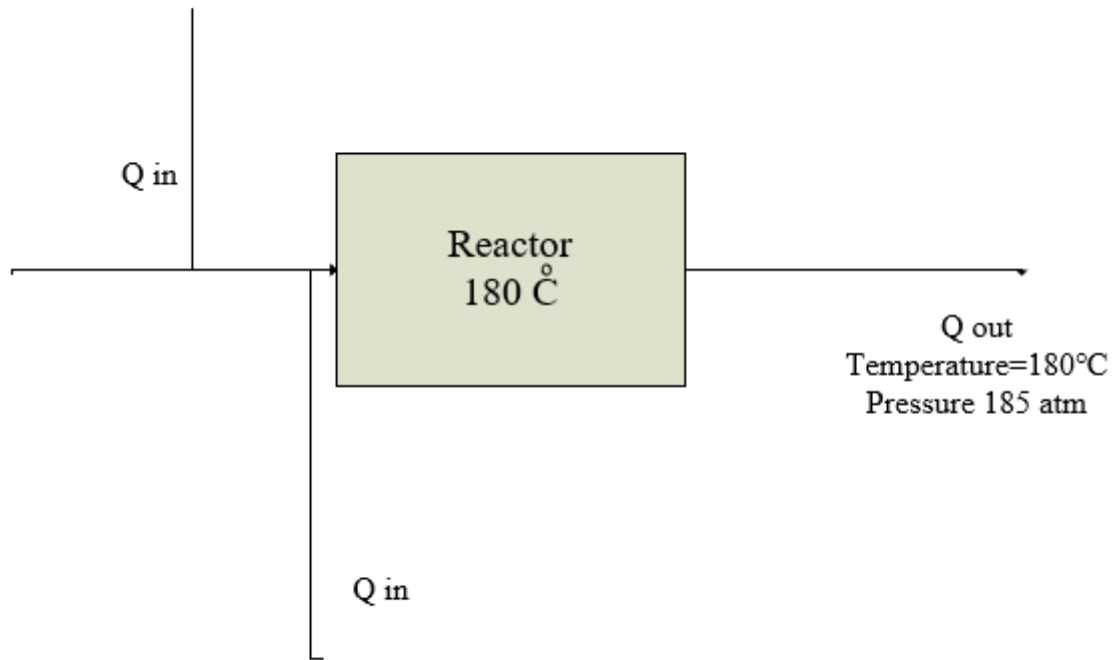 Q in
Reactor
180 C̊
Q out
Temperature=180°C
Pressure 185 atm
Q in